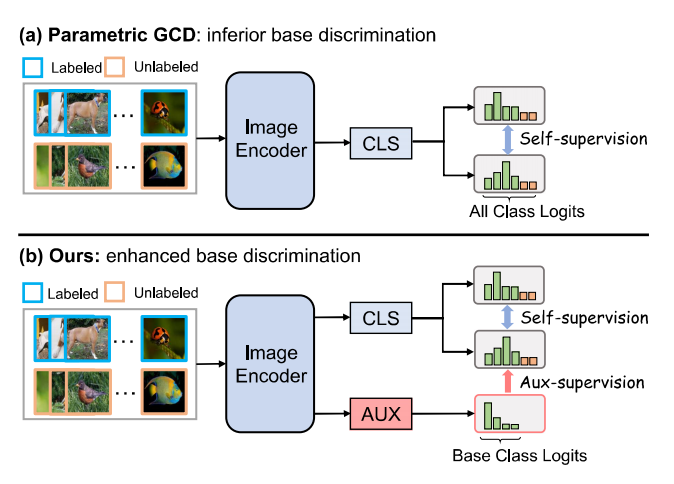 (a) Parametric GCD: inferior base discrimination
Labeled Unlabeled
...
...
Image
Encoder
CLS
Self-supervision
All Class Logits
(b) Ours: enhanced base discrimination
Labeled Unlabeled
...
...
Image
Encoder
CLS
Self-supervision
Aux-supervision
AUX
Base Class Logits